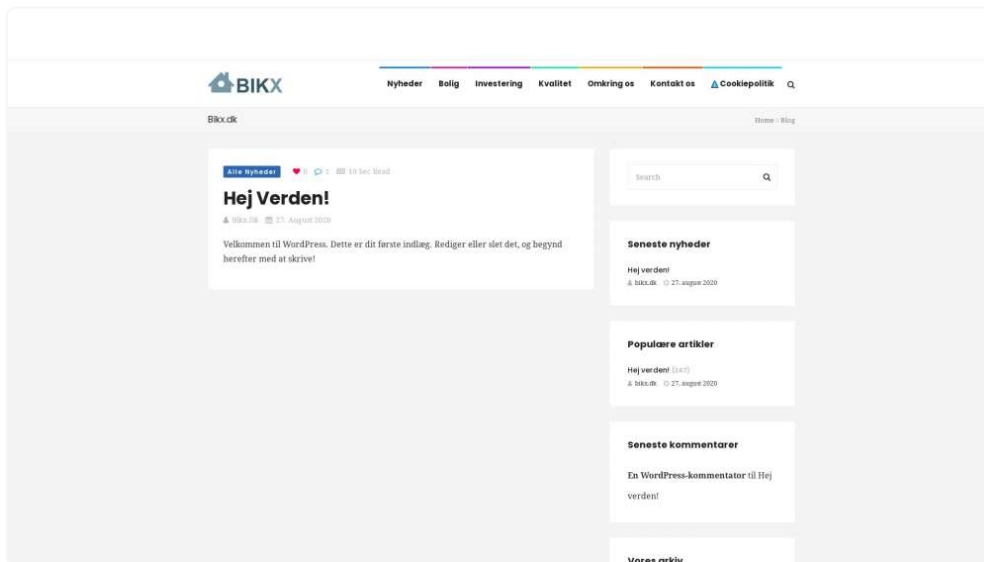 BIKX
Nyheder Bolig Investering Kvalitet Omkring os Kontakt os Cookiepolitik
Bikx.dk
Home Blog
Alle Nyheder 10 Sec Read
Hej Verden!
Bikx.Dk 27. August 2020
Velkommen til WordPress. Dette er dit første indlæg. Rediger eller slet det, og begynd
herefter med at skrive!
Search
Seneste nyheder
Hej verden!
bikx.dk 27. august 2020
Populære artikler
Hej verden!
bikx.dk 27. august 2020
Seneste kommentarer
En WordPress-kommentator til Hej
verden!
Vores arkiv